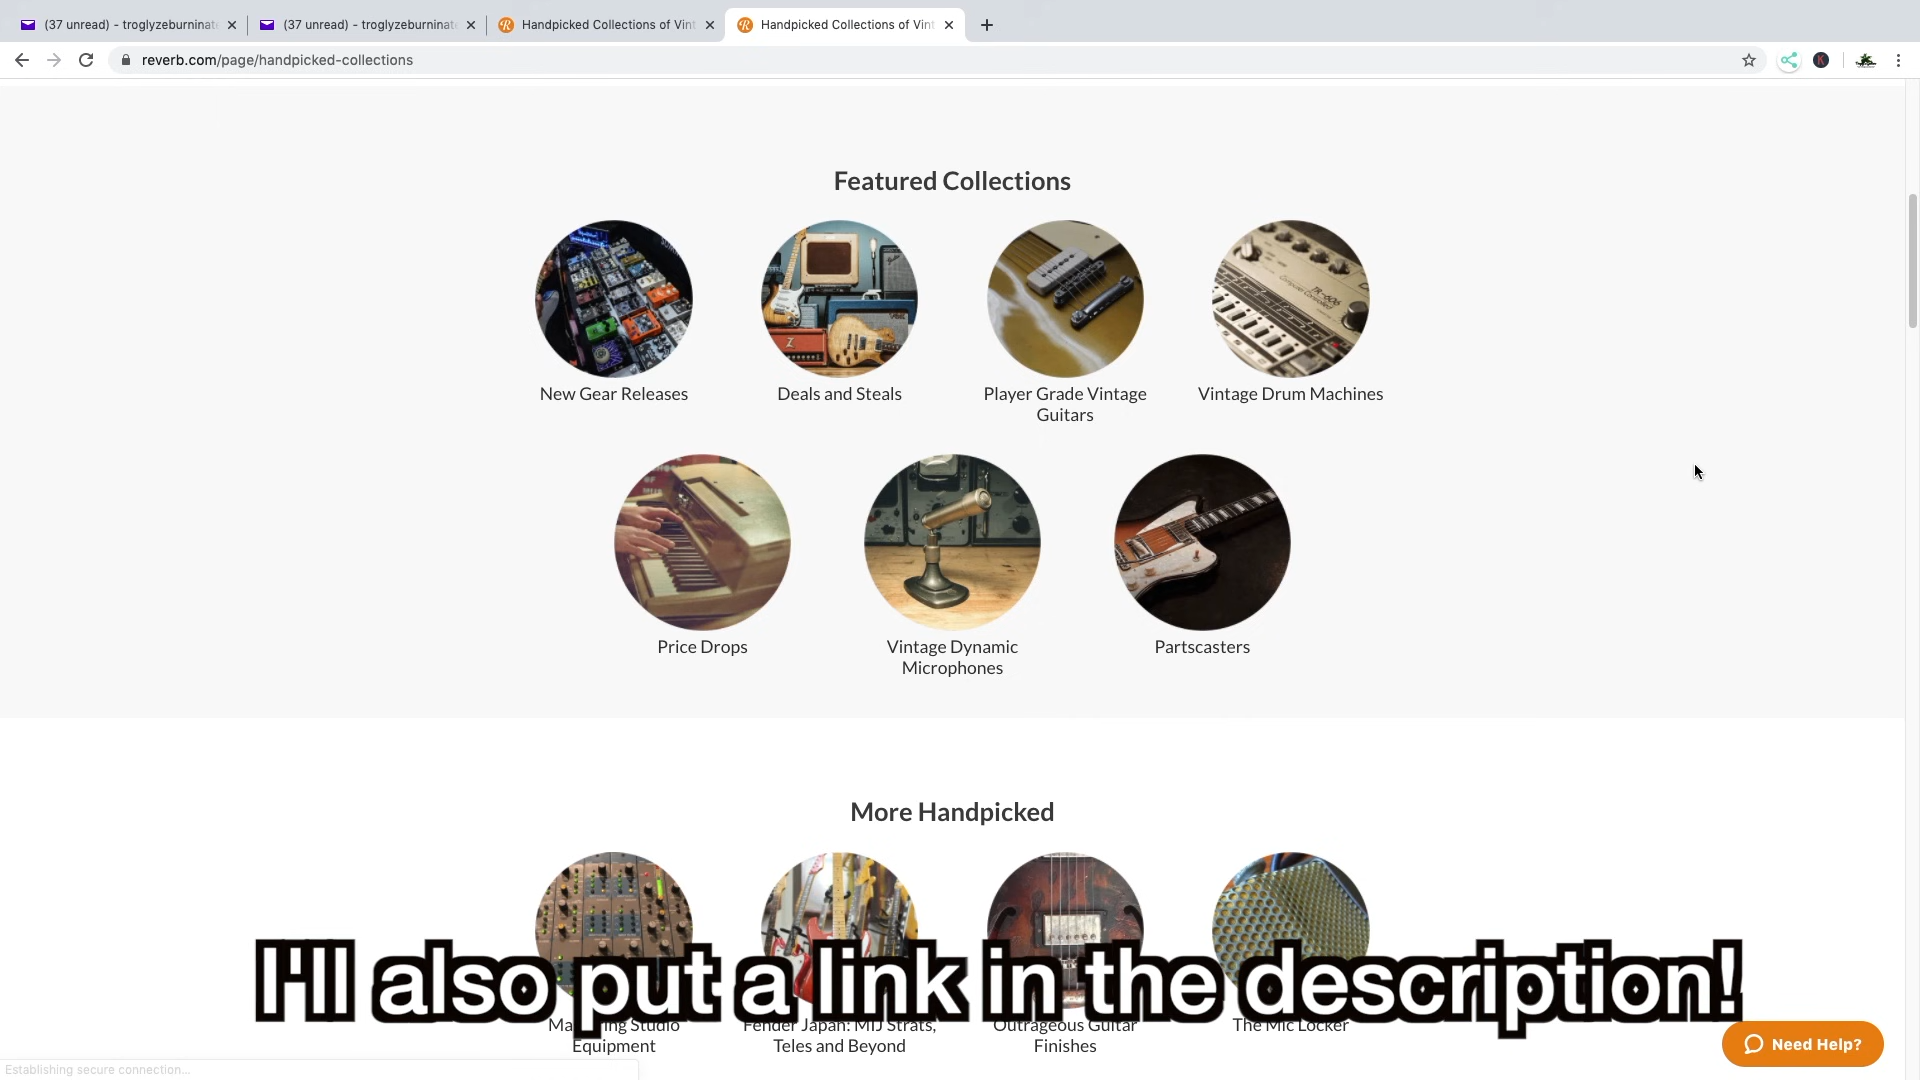 (37 unread) - troglyzeburninate
(37 unread) - troglyzeburninate
Handpicked Collections of Vint
Handpicked Collections of Vint
reverb.com/page/handpicked-collections
Featured Collections
New Gear Releases
Deals and Steals
Player Grade Vintage
Guitars
Vintage Drum Machines
Price Drops
Vintage Dynamic
Microphones
Partscasters
More Handpicked
I'll also put a link in the description!
Fender Japan: MIJ Strats,
Teles and Beyond
Studio
Equipment
Outrageous Guitar
Finishes
The Mic Locker
Need Help?
Establishing secure connection...